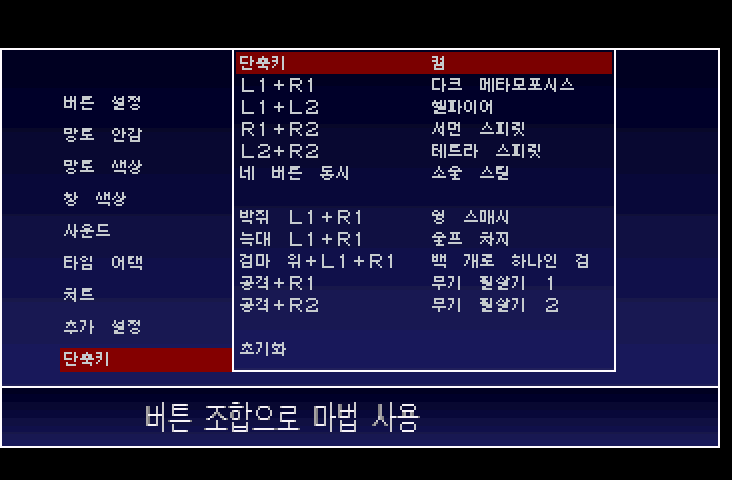 버튼 설정
망토 안감
망토 색상
창 색상
사운드
타임 어택
치트
추가 설정
단축키
단축키 켬
L1+R1 다크 메타모포시스
L1+L2 헬파이어
R1+R2 서먼 스피릿
L2+R2 테트라 스피릿
네 버튼 동시 소울 스틸
박쥐 L1+R1 윙 스매시
늑대 L1+R1 울프 차지
검마 위+L1+R1 백 개로 하나인 검
공격+R1 무기 필살기 1
공격+R2 무기 필살기 2
초기화
버튼 조합으로 마법 사용